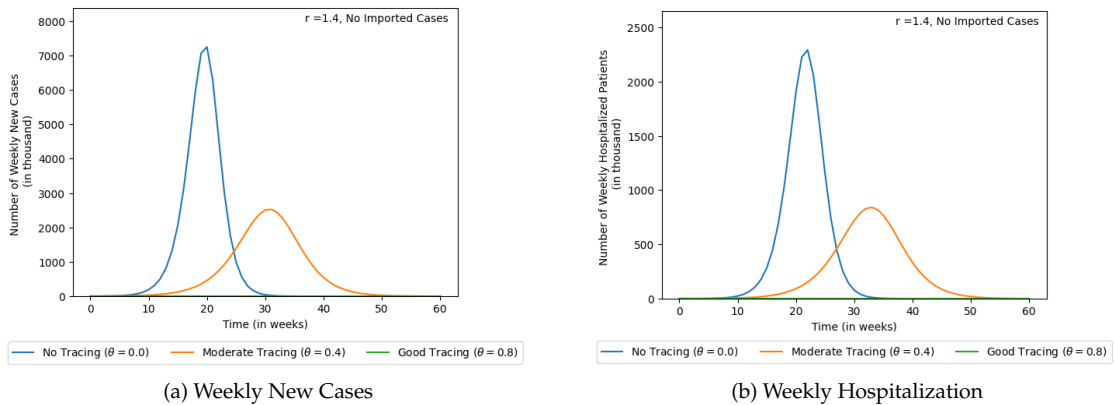 r =1.4, No Imported Cases
Number of Weekly New Cases
(in thousand)
8000
7000
6000
5000
4000
3000
2000
1000
0
0 10 20 30 40 50 60
Time (in weeks)
No Tracing (θ = 0.0) Moderate Tracing (θ = 0.4) Good Tracing (θ = 0.8)
(a) Weekly New Cases
r =1.4, No Imported Cases
Number of Weekly Hospitalized Patients
(in thousand)
2500
2000
1500
1000
500
0
0 10 20 30 40 50 60
Time (in weeks)
No Tracing (θ = 0.0) Moderate Tracing (θ = 0.4) Good Tracing (θ = 0.8)
(b) Weekly Hospitalization